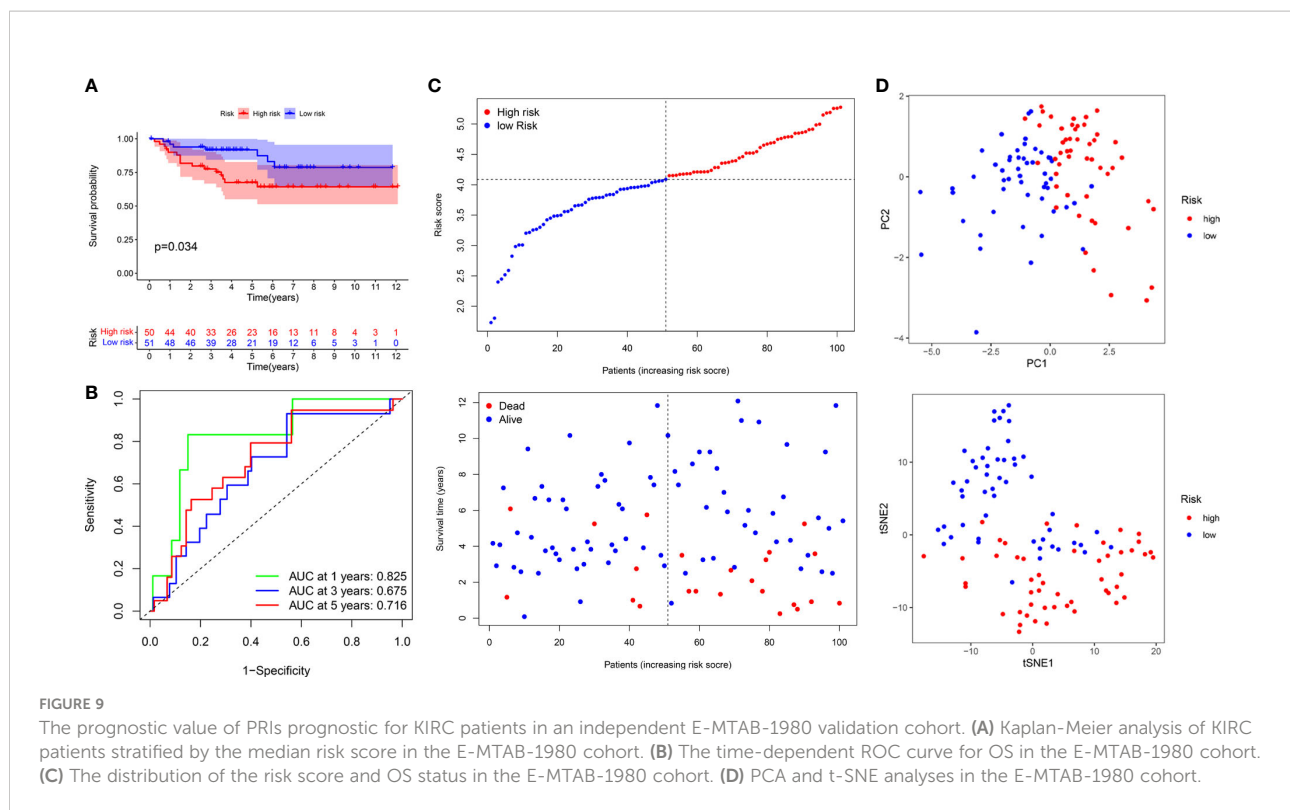 A
Risk High risk Low risk
Survival probability
1.00
0.75
0.50
0.25
0.00
p=0.034
0 1 2 3 4 5 6 7 8 9 10 11 12
Time(years)
Risk
High risk 50 44 40 33 26 23 16 13 11 8 4 3 1
Low risk 51 48 46 39 28 21 19 12 6 5 3 1 0
0 1 2 3 4 5 6 7 8 9 10 11 12
Time(years)
B
Sensitivity
1.0
0.8
0.6
0.4
0.2
0.0
AUC at 1 years: 0.825
AUC at 3 years: 0.675
AUC at 5 years: 0.716
0.0 0.2 0.4 0.6 0.8 1.0
1−Specificity
C
High risk
low Risk
Risk score
5.0
4.5
4.0
3.5
3.0
2.5
2.0
0 20 40 60 80 100
Patients (increasing risk socre)
Dead
Alive
Survival time (years)
12
10
8
6
4
2
0
0 20 40 60 80 100
Patients (increasing risk socre)
D
PC2
2
0
−2
−4
−5.0 −2.5 0.0 2.5
PC1
Risk
high
low
tSNE2
10
0
−10
−10 0 10 20
tSNE1
Risk
high
low
FIGURE 9
The prognostic value of PRIs prognostic for KIRC patients in an independent E-MTAB-1980 validation cohort. (A) Kaplan-Meier analysis of KIRC
patients stratified by the median risk score in the E-MTAB-1980 cohort. (B) The time-dependent ROC curve for OS in the E-MTAB-1980 cohort.
(C) The distribution of the risk score and OS status in the E-MTAB-1980 cohort. (D) PCA and t-SNE analyses in the E-MTAB-1980 cohort.